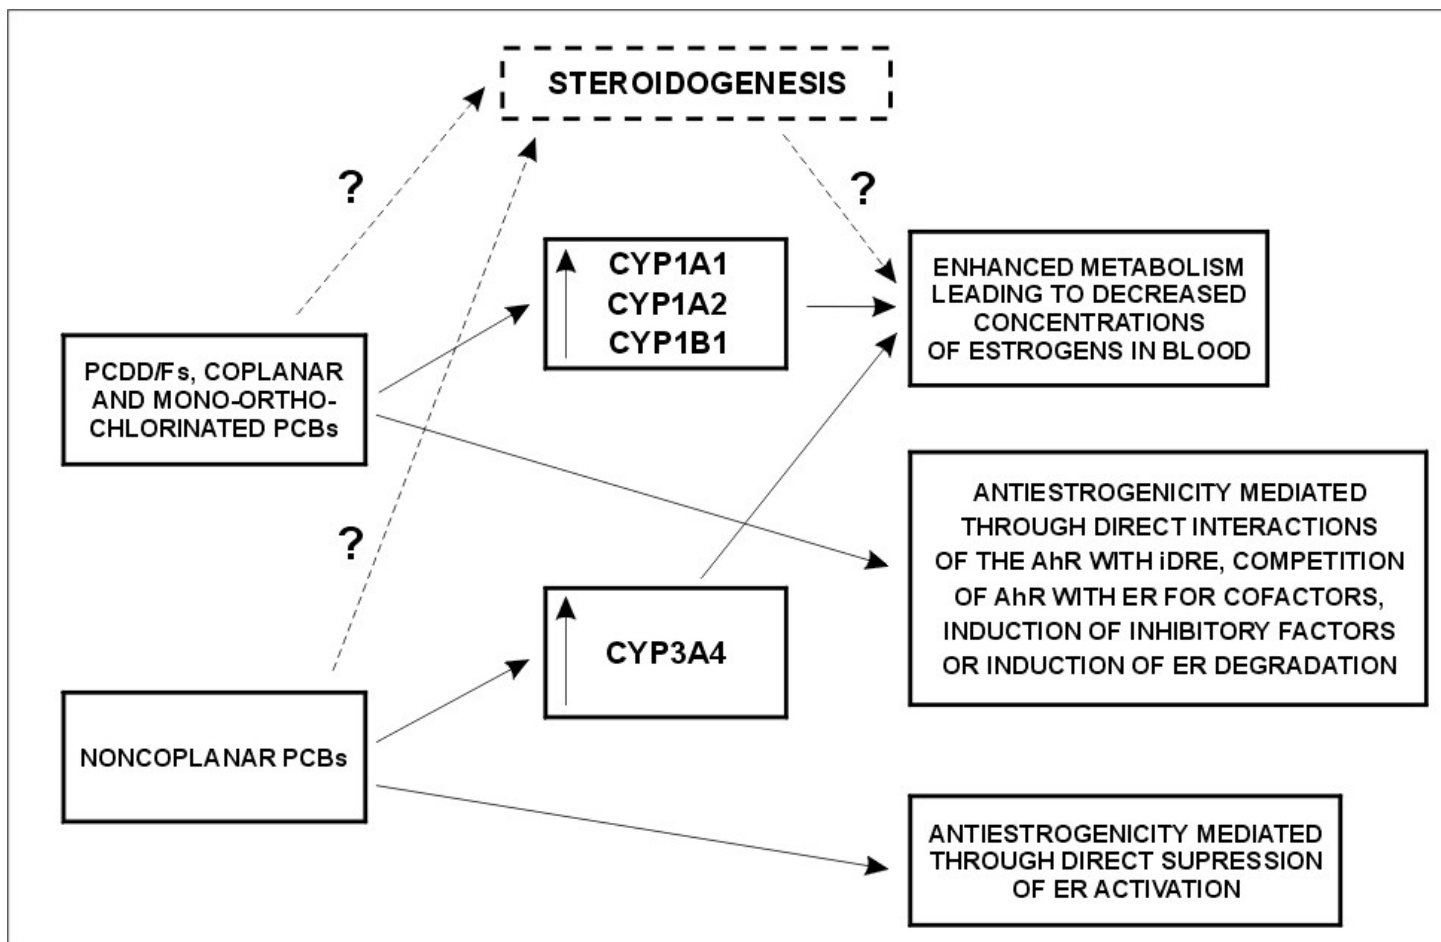 STEROIDOGENESIS
?
?
CYP1A1
CYP1A2
CYP1B1
ENHANCED METABOLISM
LEADING TO DECREASED
CONCENTRATIONS
OF ESTROGENS IN BLOOD
PCDD/Fs, COPLANAR
AND MONO-ORTHO-
CHLORINATED PCBs
ANTIESTROGENICITY MEDIATED
THROUGH DIRECT INTERACTIONS
OF THE AhR WITH iDRE, COMPETITION
OF AhR WITH ER FOR COFACTORS,
INDUCTION OF INHIBITORY FACTORS
OR INDUCTION OF ER DEGRADATION
?
CYP3A4
NONCOPLANAR PCBs
ANTIESTROGENICITY MEDIATED
THROUGH DIRECT SUPRESSION
OF ER ACTIVATION